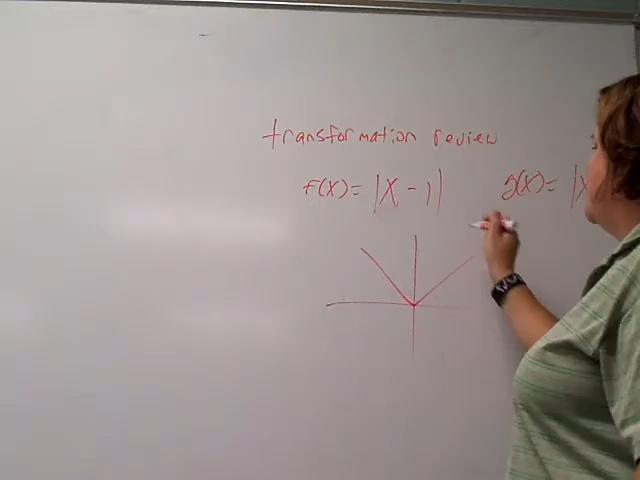 transformation review
f(x) = |x - 1| g(x) = |x